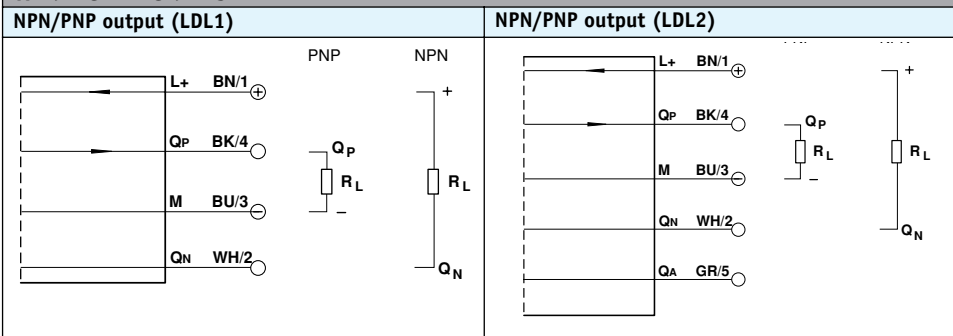 NPN/PNP output (LDL1)
PNP NPN
L+ BN/1
+
QP BK/4
QP
RL RL
M BU/3
–
QN WH/2
QN
NPN/PNP output (LDL2)
L+ BN/1
+
QP BK/4
QP
RL RL
M BU/3
–
QN WH/2
QN
QA GR/5